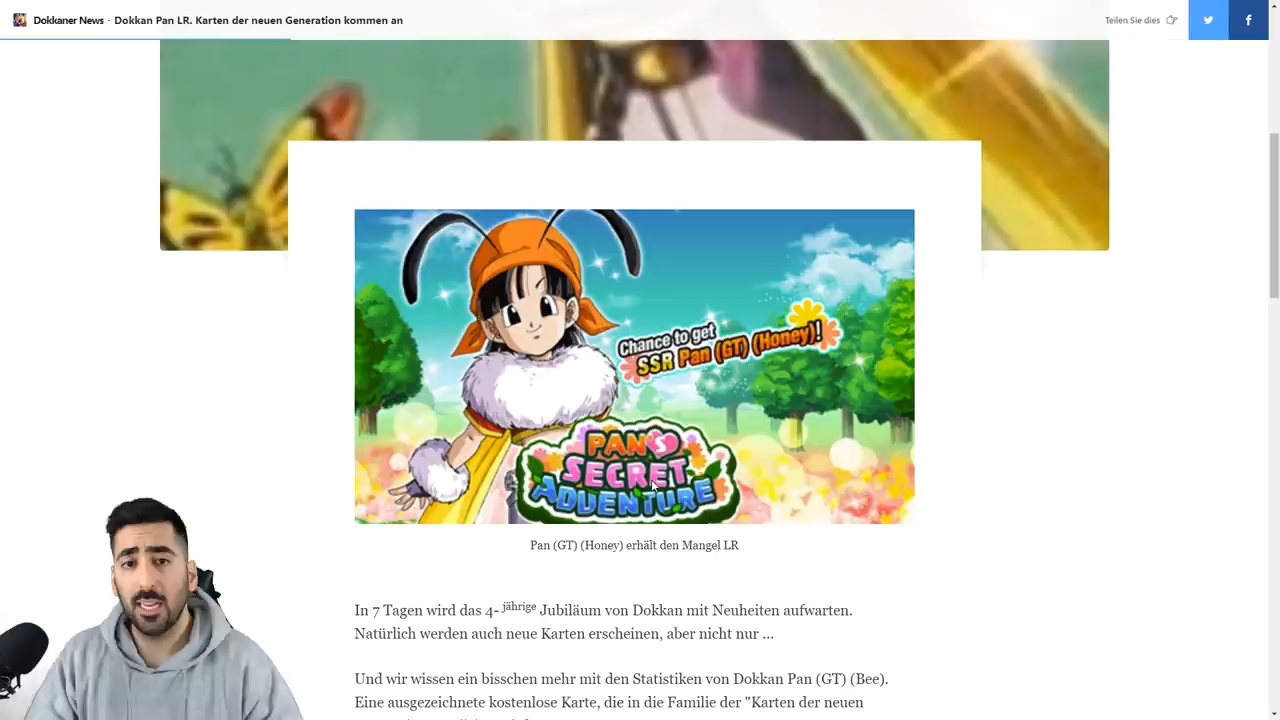 Dokkaner News · Dokkan Pan LR. Karten der neuen Generation kommen an
Teilen Sie dies
Chance to get
SSR Pan (GT) (Honey)!
PAN'S
SECRET
ADVENTURE
Pan (GT) (Honey) erhält den Mangel LR
In 7 Tagen wird das 4- jährige Jubiläum von Dokkan mit Neuheiten aufwarten.
Natürlich werden auch neue Karten erscheinen, aber nicht nur ...
Und wir wissen ein bisschen mehr mit den Statistiken von Dokkan Pan (GT) (Bee).
Eine ausgezeichnete kostenlose Karte, die in die Familie der "Karten der neuen